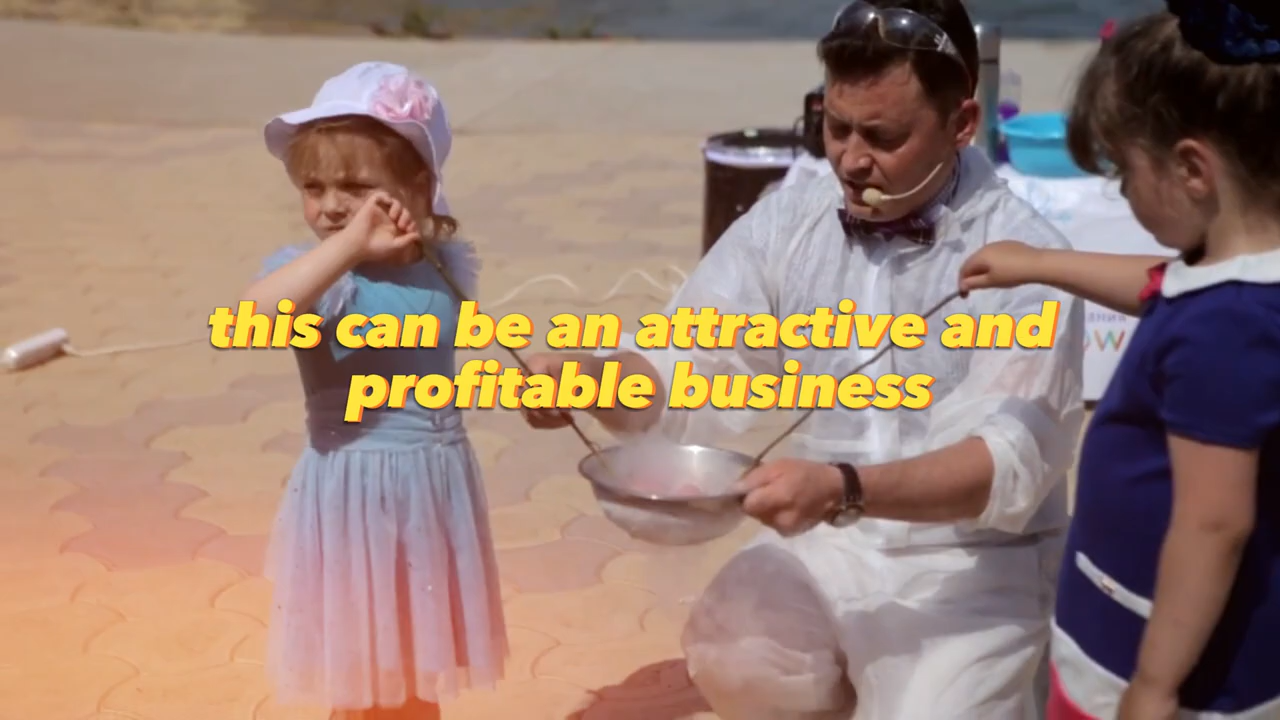 this can be an attractive and
profitable business